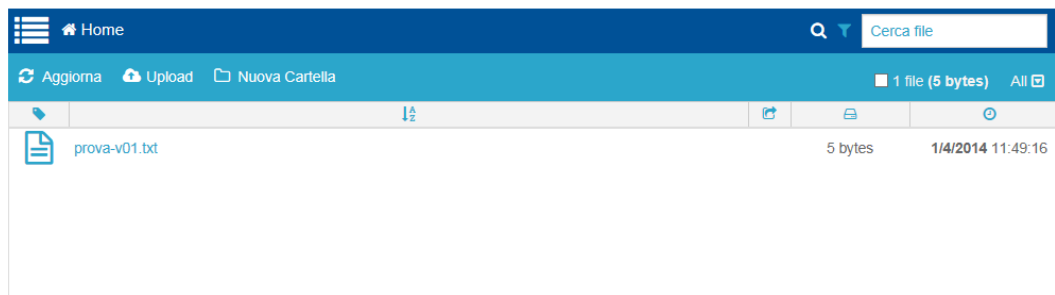 Home
Cerca file
Aggiorna Upload Nuova Cartella
1 file (5 bytes) All
prova-v01.txt 5 bytes 1/4/2014 11:49:16